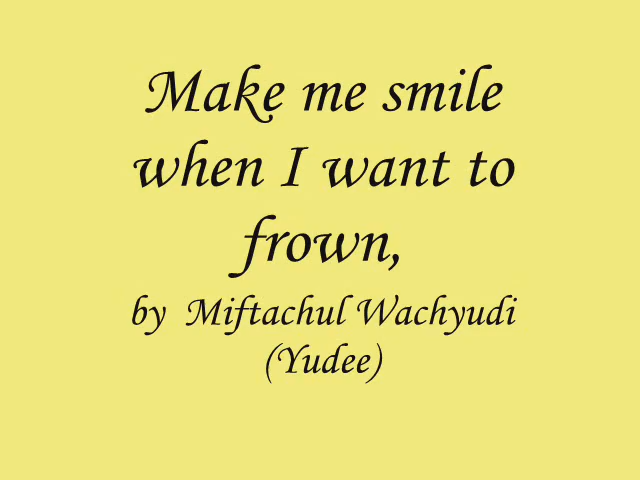 Make me smile
when I want to
frown,
by Miftachul Wachyudi
(Yudee)